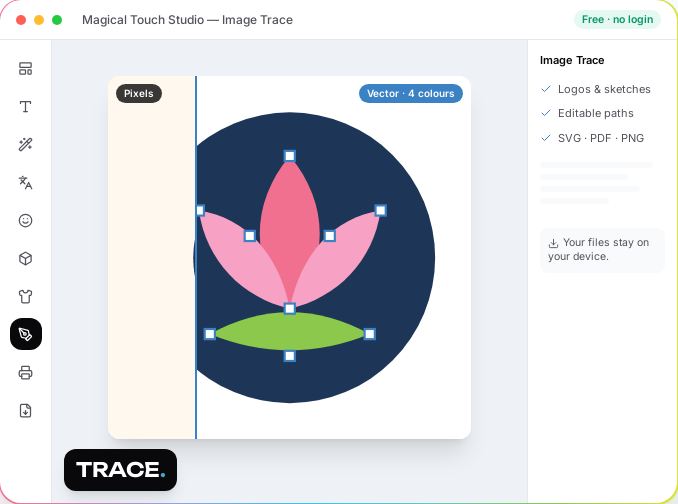 Magical Touch Studio — Image Trace
Free · no login
Pixels
Vector · 4 colours
Image Trace
Logos & sketches
Editable paths
SVG · PDF · PNG
Your files stay on
your device.
TRACE.